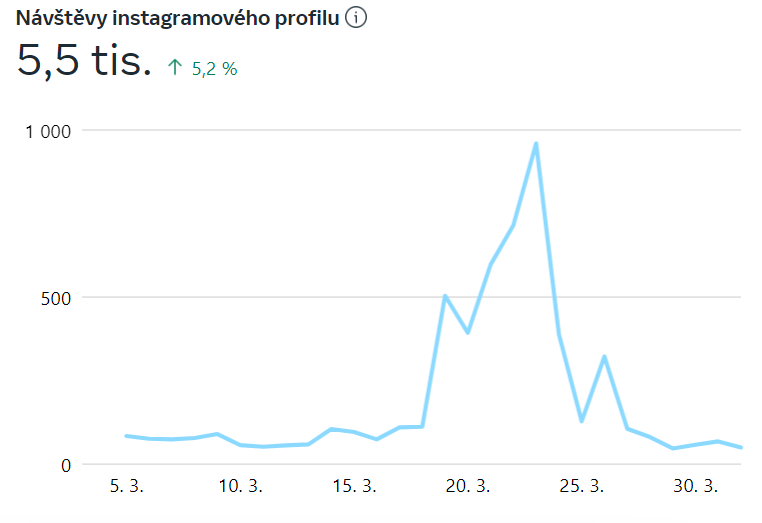 Návštěvy instagramového profilu
5,5 tis. ↑ 5,2 %
1 000
500
0
5. 3. 10. 3. 15. 3. 20. 3. 25. 3. 30. 3.